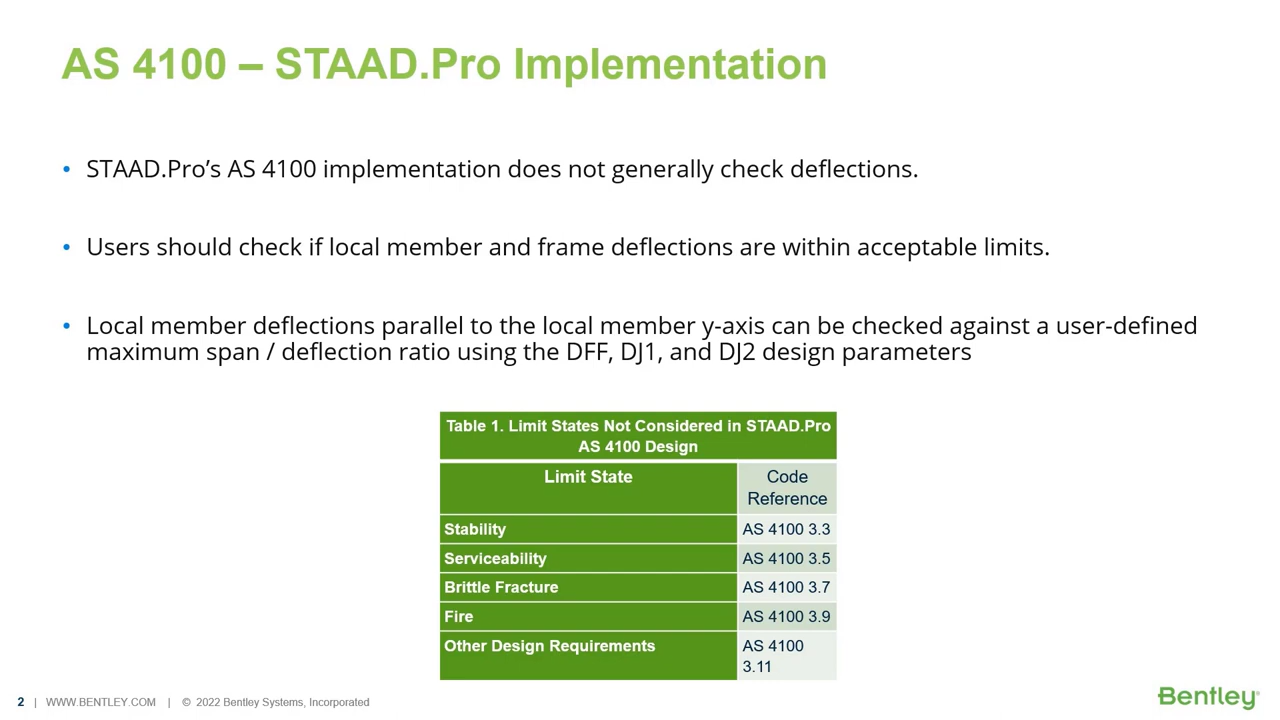 AS 4100 – STAAD.Pro Implementation
• STAAD.Pro’s AS 4100 implementation does not generally check deflections.
• Users should check if local member and frame deflections are within acceptable limits.
• Local member deflections parallel to the local member y-axis can be checked against a user-defined
maximum span / deflection ratio using the DFF, DJ1, and DJ2 design parameters
Table 1. Limit States Not Considered in STAAD.Pro
AS 4100 Design
Limit State
Code
Reference
Stability AS 4100 3.3
Serviceability AS 4100 3.5
Brittle Fracture AS 4100 3.7
Fire AS 4100 3.9
Other Design Requirements AS 4100
3.11
2 | WWW.BENTLEY.COM | © 2022 Bentley Systems, Incorporated
Bentley®